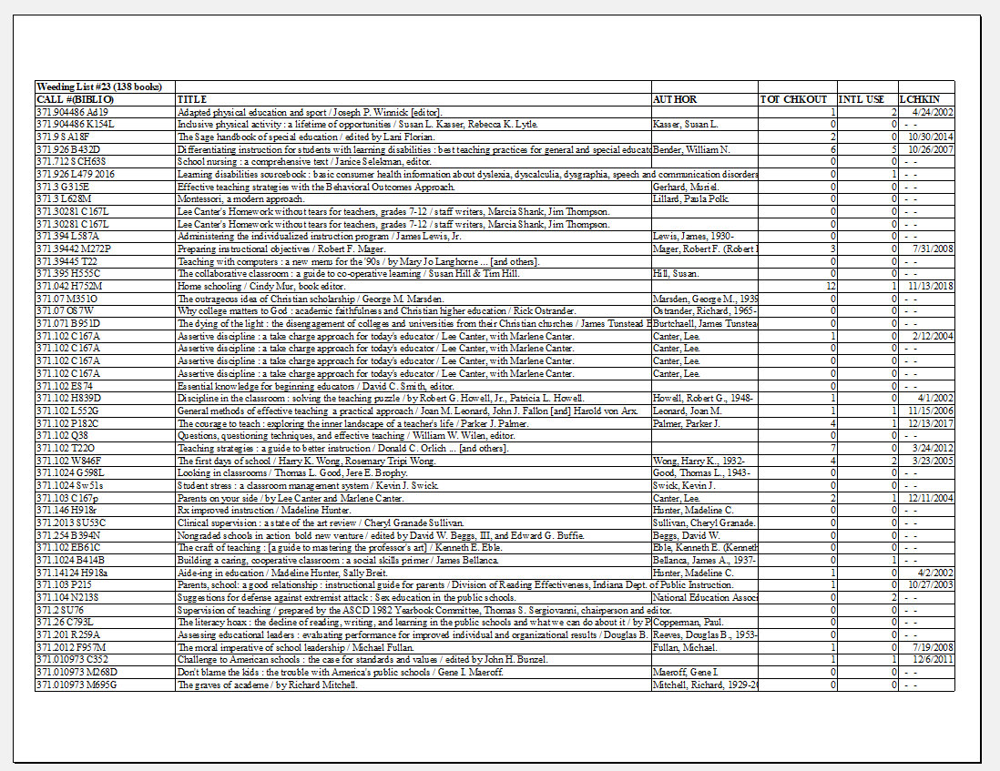 Weeding List #23 (138 books)
CALL #(BIBLIO) TITLE AUTHOR TOT CHKOUT INTL USE LCHKIN
371.904486 Ad19 Adapted physical education and sport / Joseph P. Winnick [editor]. 1 2 4/24/2002
371.904486 K154L Inclusive physical activity : a lifetime of opportunities / Susan L. Kasser, Rebecca K. Lytle. Kasser, Susan L. 0 0 - -
371.9 SA18F The Sage handbook of special education / edited by Lani Florian. 2 0 10/30/2014
371.926 B432D Differentiating instruction for students with learning disabilities : best teaching practices for general and special educato Bender, William N. 6 5 10/26/2007
371.712 SCH63S School nursing : a comprehensive text / Janice Selekman, editor. 0 0 - -
371.926 L479 2016 Learning disabilities sourcebook : basic consumer health information about dyslexia, dyscalculia, dysgraphia, speech and communication disorders 0 1 - -
371.3 G315E Effective teaching strategies with the Behavioral Outcomes Approach. Gerhard, Muriel. 0 0 - -
371.3 L628M Montessori, a modern approach. Lillard, Paula Polk. 0 0 - -
371.30281 C167L Lee Canter's Homework without tears for teachers, grades 7-12 / staff writers, Marcia Shank, Jim Thompson. 0 0 - -
371.30281 C167L Lee Canter's Homework without tears for teachers, grades 7-12 / staff writers, Marcia Shank, Jim Thompson. 0 0 - -
371.394 L587A Administering the individualized instruction program / James Lewis, Jr. Lewis, James, 1930- 0 0 - -
371.39442 M272P Preparing instructional objectives / Robert F. Mager. Mager, Robert F. (Robert 3 0 7/31/2008
371.39445 T22 Teaching with computers : a new menu for the '90s / by Mary Jo Langhorne ... [and others]. 0 0 - -
371.395 H555C The collaborative classroom : a guide to co-operative learning / Susan Hill & Tim Hill. Hill, Susan. 0 0 - -
371.042 H752M Home schooling / Cindy Mur, book editor. 12 1 11/13/2018
371.07 M351O The outrageous idea of Christian scholarship / George M. Marsden. Marsden, George M., 1939 0 0 - -
371.07 OS7W Why college matters to God : academic faithfulness and Christian higher education / Rick Ostrander. Ostrander, Richard, 1965- 0 0 - -
371.071 B951D The dying of the light : the disengagement of colleges and universities from their Christian churches / James Tunstead B Burtchaell, James Tunstea 0 0 - -
371.102 C167A Assertive discipline : a take charge approach for today's educator / Lee Canter, with Marlene Canter. Canter, Lee. 1 0 2/12/2004
371.102 C167A Assertive discipline : a take charge approach for today's educator / Lee Canter, with Marlene Canter. Canter, Lee. 0 0 - -
371.102 C167A Assertive discipline : a take charge approach for today's educator / Lee Canter, with Marlene Canter. Canter, Lee. 0 0 - -
371.102 C167A Assertive discipline : a take charge approach for today's educator / Lee Canter, with Marlene Canter. Canter, Lee. 0 0 - -
371.102 ES74 Essential knowledge for beginning educators / David C. Smith, editor. 0 0 - -
371.102 H839D Discipline in the classroom : solving the teaching puzzle / by Robert G. Howell, Jr., Patricia L. Howell. Howell, Robert G., 1948- 1 0 4/1/2002
371.102 L552G General methods of effective teaching a practical approach / Joan M. Leonard, John J. Fallon [and] Harold von Arx. Leonard, Joan M. 1 1 11/15/2006
371.102 P182C The courage to teach : exploring the inner landscape of a teacher's life / Parker J. Palmer. Palmer, Parker J. 4 1 12/13/2017
371.102 Q38 Questions, questioning techniques, and effective teaching / William W. Wilen, editor. 0 0 - -
371.102 T22O Teaching strategies : a guide to better instruction / Donald C. Orlich ... [and others]. 7 0 3/24/2012
371.102 W846F The first days of school / Harry K. Wong, Rosemary Tripi Wong. Wong, Harry K., 1932- 4 2 3/23/2005
371.1024 G598L Looking in classrooms / Thomas L. Good, Jere E. Brophy. Good, Thomas L., 1943- 0 0 - -
371.1024 Sw51s Student stress : a classroom management system / Kevin J. Swick. Swick, Kevin J. 0 0 - -
371.103 C167p Parents on your side / by Lee Canter and Marlene Canter. Canter, Lee. 2 1 12/11/2004
371.146 H918r Rx improved instruction / Madeline Hunter. Hunter, Madeline C. 0 0 - -
371.2013 SU53C Clinical supervision : a state of the art review / Cheryl Granade Sullivan. Sullivan, Cheryl Granade. 0 0 - -
371.254 B394N Nongraded schools in action bold new venture / edited by David W. Beggs, III, and Edward G. Buffie. Beggs, David W. 0 0 - -
371.102 EB61C The craft of teaching : [a guide to mastering the professor's art] / Kenneth E. Eble. Eble, Kenneth E. (Kenneth 0 0 - -
371.1024 B414B Building a caring, cooperative classroom : a social skills primer / James Bellanca. Bellanca, James A., 1937- 0 1 - -
371.14124 H918a Aide-ing in education / Madeline Hunter, Sally Breit. Hunter, Madeline C. 1 0 4/2/2002
371.103 P215 Parents, school: a good relationship : instructional guide for parents / Division of Reading Effectiveness, Indiana Dept. of Public Instruction. 1 0 10/27/2003
371.104 N213S Suggestions for defense against extremist attack : Sex education in the public schools. National Education Associ 0 2 - -
371.2 SU76 Supervision of teaching / prepared by the ASCD 1982 Yearbook Committee, Thomas S. Sergiovanni, chairperson and editor. 0 0 - -
371.26 C793L The literacy hoax : the decline of reading, writing, and learning in the public schools and what we can do about it / by P Copperman, Paul. 0 0 - -
371.201 R259A Assessing educational leaders : evaluating performance for improved individual and organizational results / Douglas B. Reeves, Douglas B., 1953- 0 0 - -
371.2012 F957M The moral imperative of school leadership / Michael Fullan. Fullan, Michael. 1 0 7/19/2008
371.010973 C352 Challenge to American schools : the case for standards and values / edited by John H. Bunzel. 1 1 12/6/2011
371.010973 M268D Don't blame the kids : the trouble with America's public schools / Gene I. Maeroff. Maeroff, Gene I. 0 0 - -
371.010973 M695G The graves of academe / by Richard Mitchell. Mitchell, Richard, 1929-20 0 0 - -